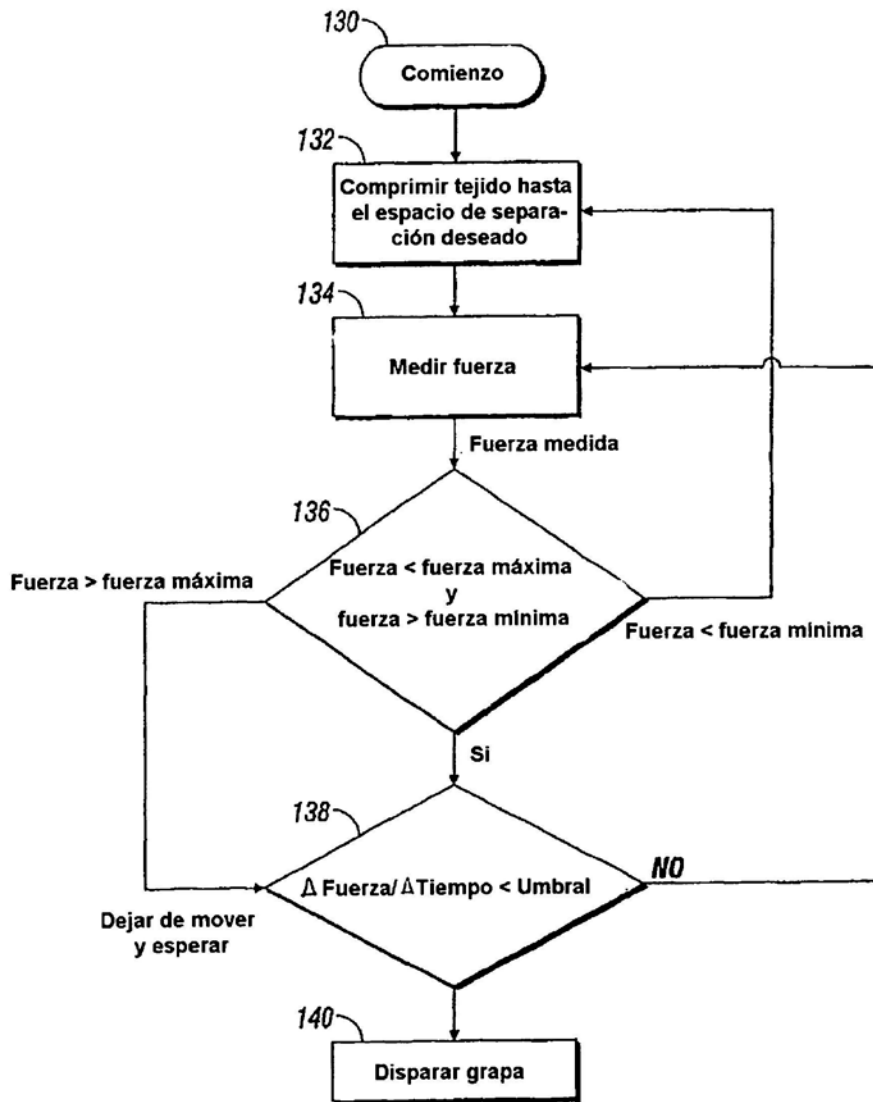 130
Comienzo
132
Comprimir tejido hasta
el espacio de separa-
ción deseado
134
Medir fuerza
Fuerza medida
136
Fuerza > fuerza máxima
Fuerza < fuerza máxima
y
fuerza > fuerza mínima
Fuerza < fuerza mínima
Si
138
Δ Fuerza/ΔTiempo < Umbral
NO
Dejar de mover
y esperar
140
Disparar grapa